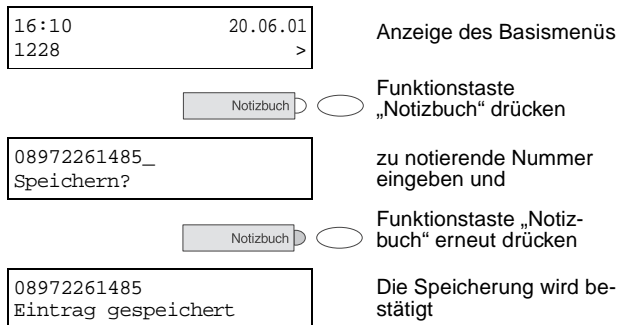 16:10 20.06.01
1228 >
Anzeige des Basismenüs
Notizbuch
Funktionstaste
„Notizbuch“ drücken
08972261485_
Speichern?
zu notierende Nummer
eingeben und
Notizbuch
Funktionstaste „Notiz-
buch“ erneut drücken
08972261485
Eintrag gespeichert
Die Speicherung wird be-
stätigt